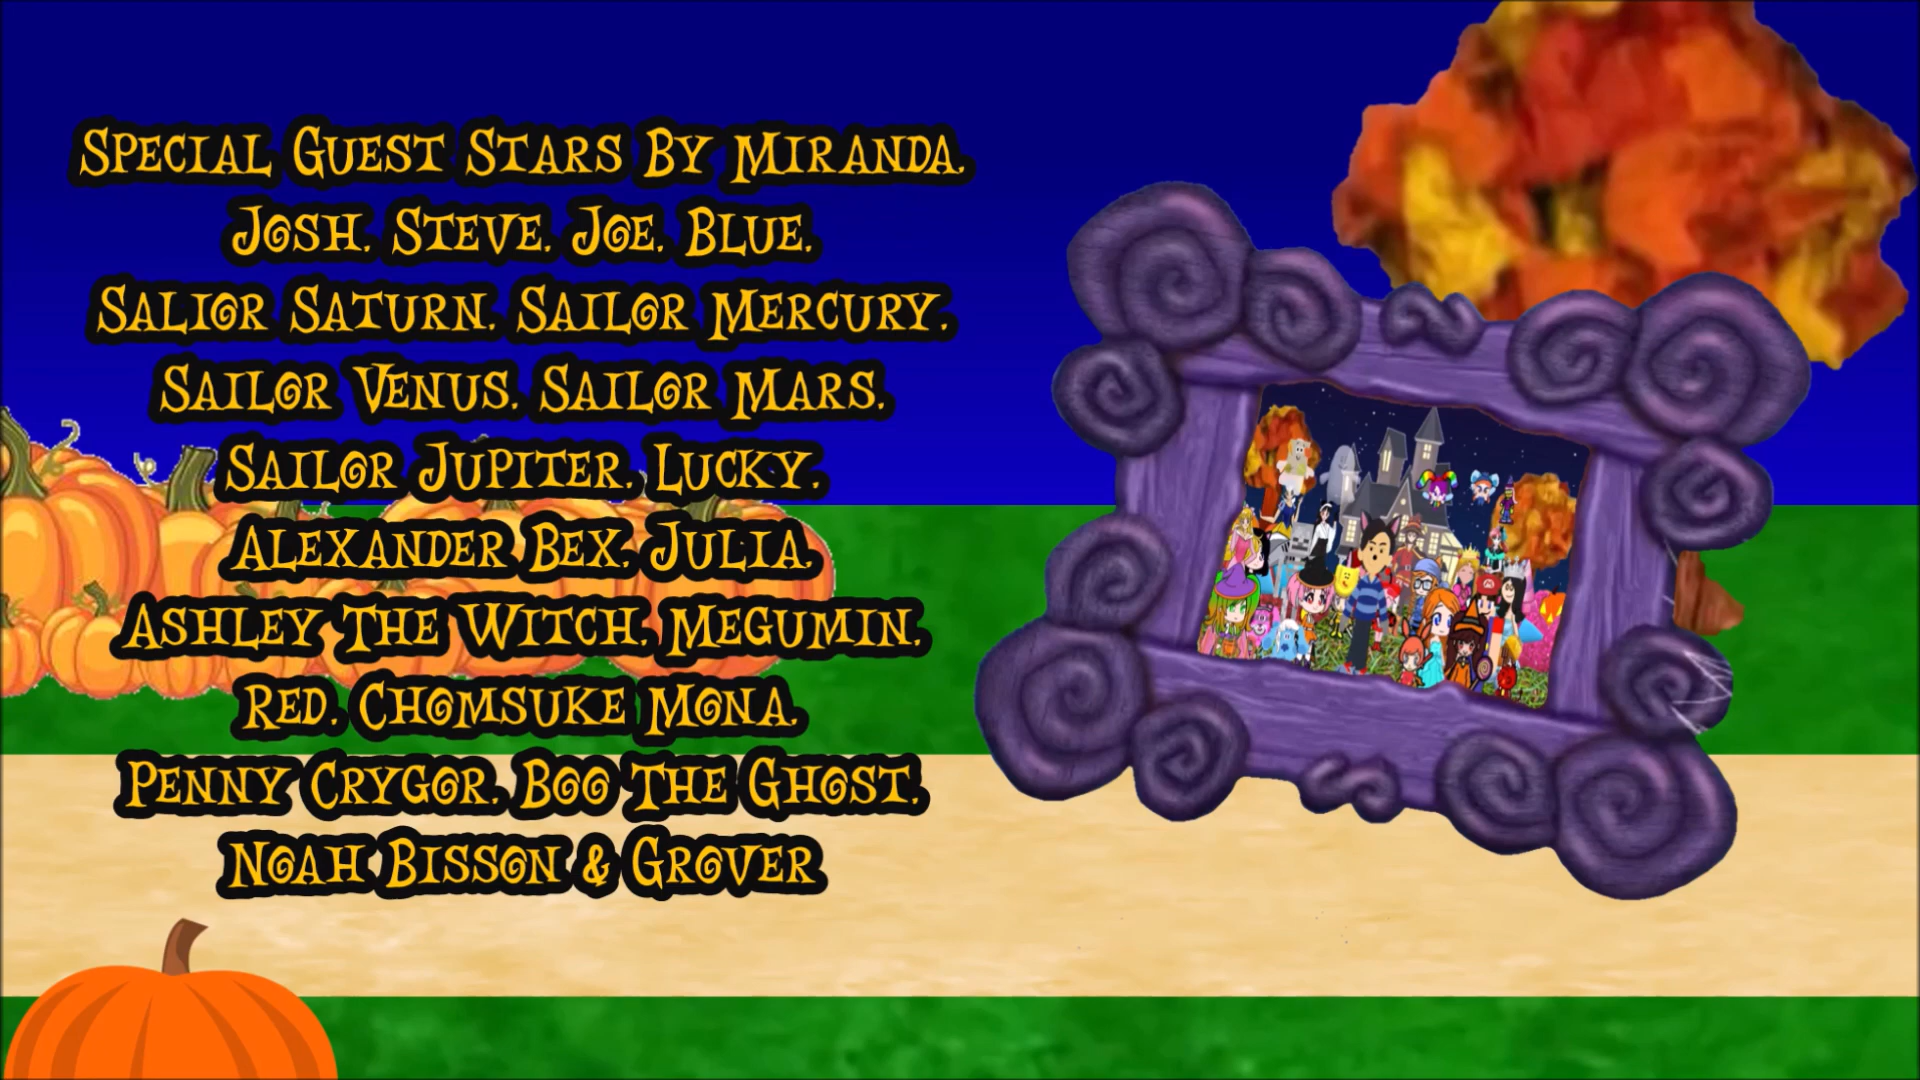 Special Guest Stars By Miranda,
Josh, Steve, Joe, Blue,
Salior Saturn, Sailor Mercury,
Sailor Venus, Sailor Mars,
Sailor Jupiter, Lucky,
Alexander Bex, Julia,
Ashley The Witch, Megumin,
Red, Chomsuke Mona,
Penny Crygor, Boo The Ghost,
Noah Bisson & Grover